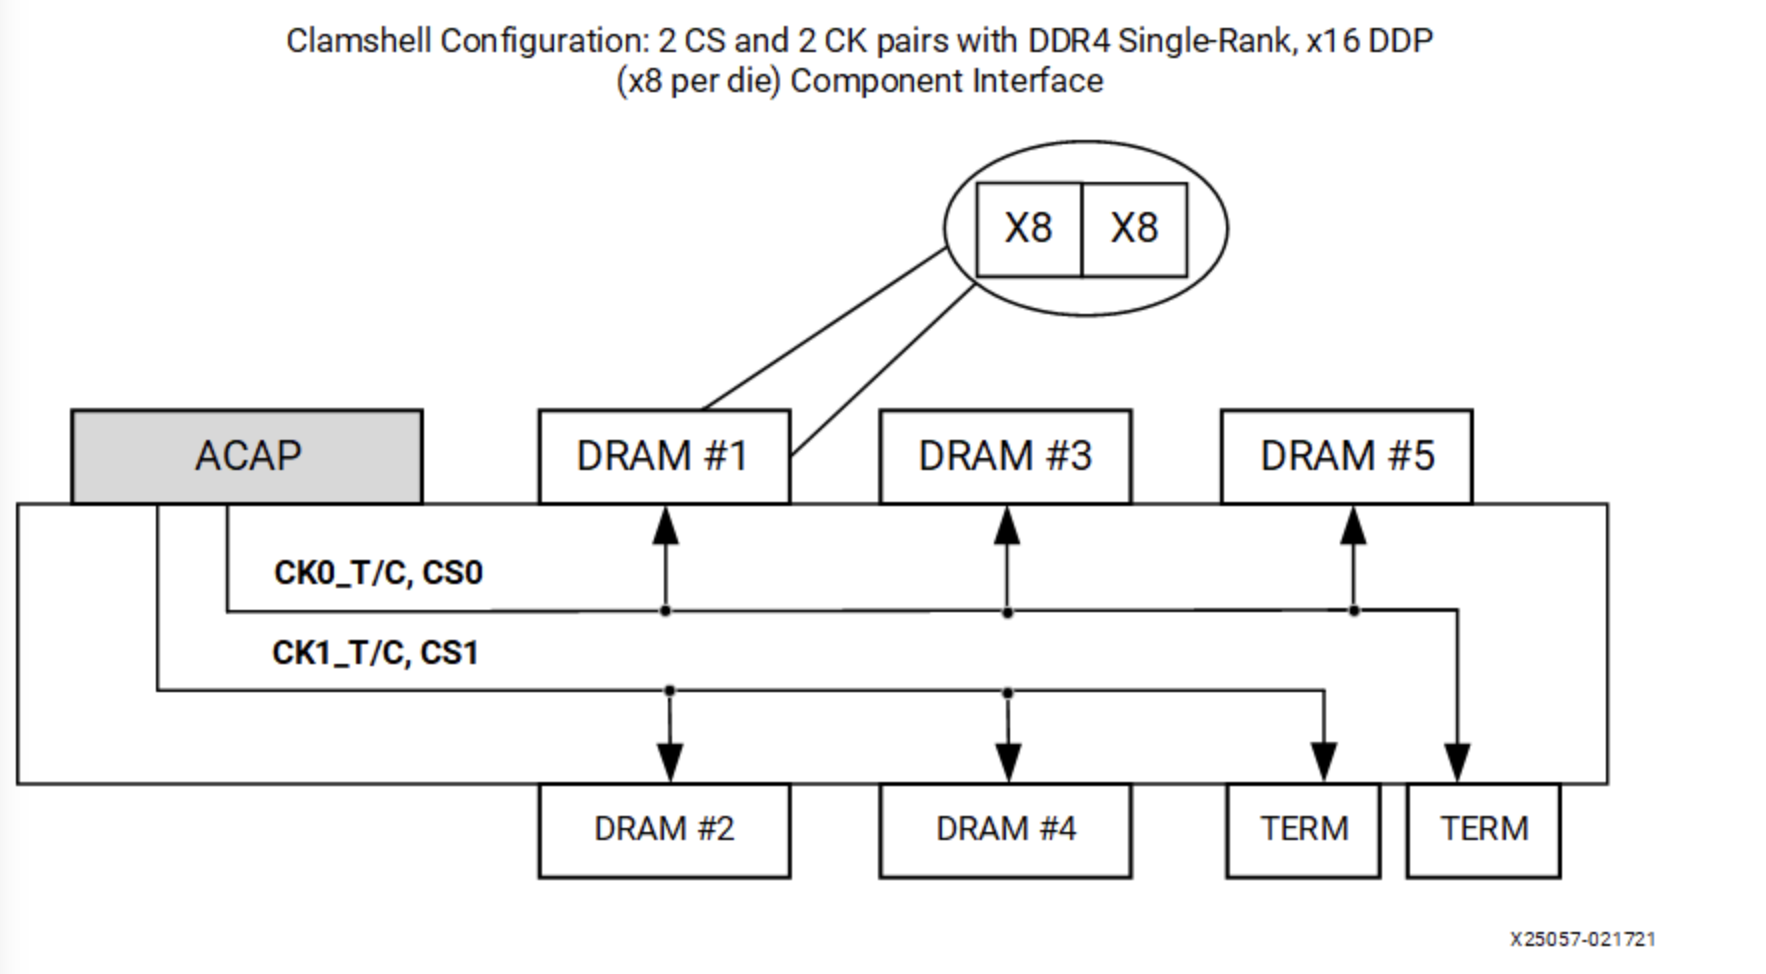 Clamshell Configuration: 2 CS and 2 CK pairs with DDR4 Single-Rank, x16 DDP
(x8 per die) Component Interface
X8 X8
ACAP DRAM #1 DRAM #3 DRAM #5
CK0_T/C, CS0
CK1_T/C, CS1
DRAM #2 DRAM #4 TERM TERM
X25057-021721